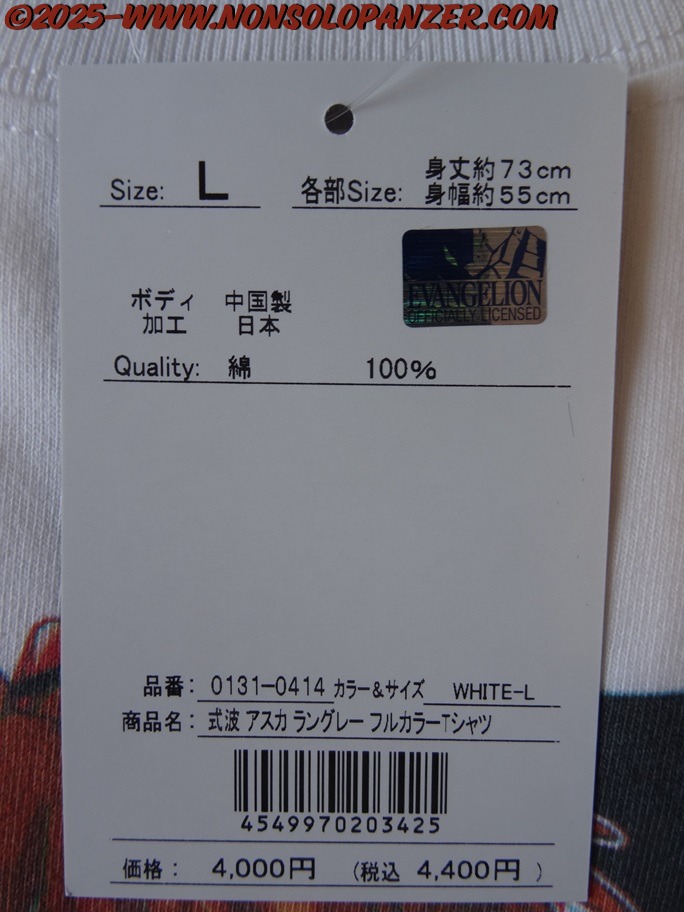 ©2025-WWW.NONSOLOPANZER.COM
Size: L 各部Size: 身丈約73cm
身幅約55cm
EVANGELION
OFFICIALLY LICENSED
ボディ 中国製
加工 日本
Quality: 綿 100%
品番: 0131-0414 カラー&サイズ WHITE-L
商品名: 式波 アスカ ラングレー フルカラーTシャツ
4549970203425
価格: 4,000円 (税込 4,400円 )